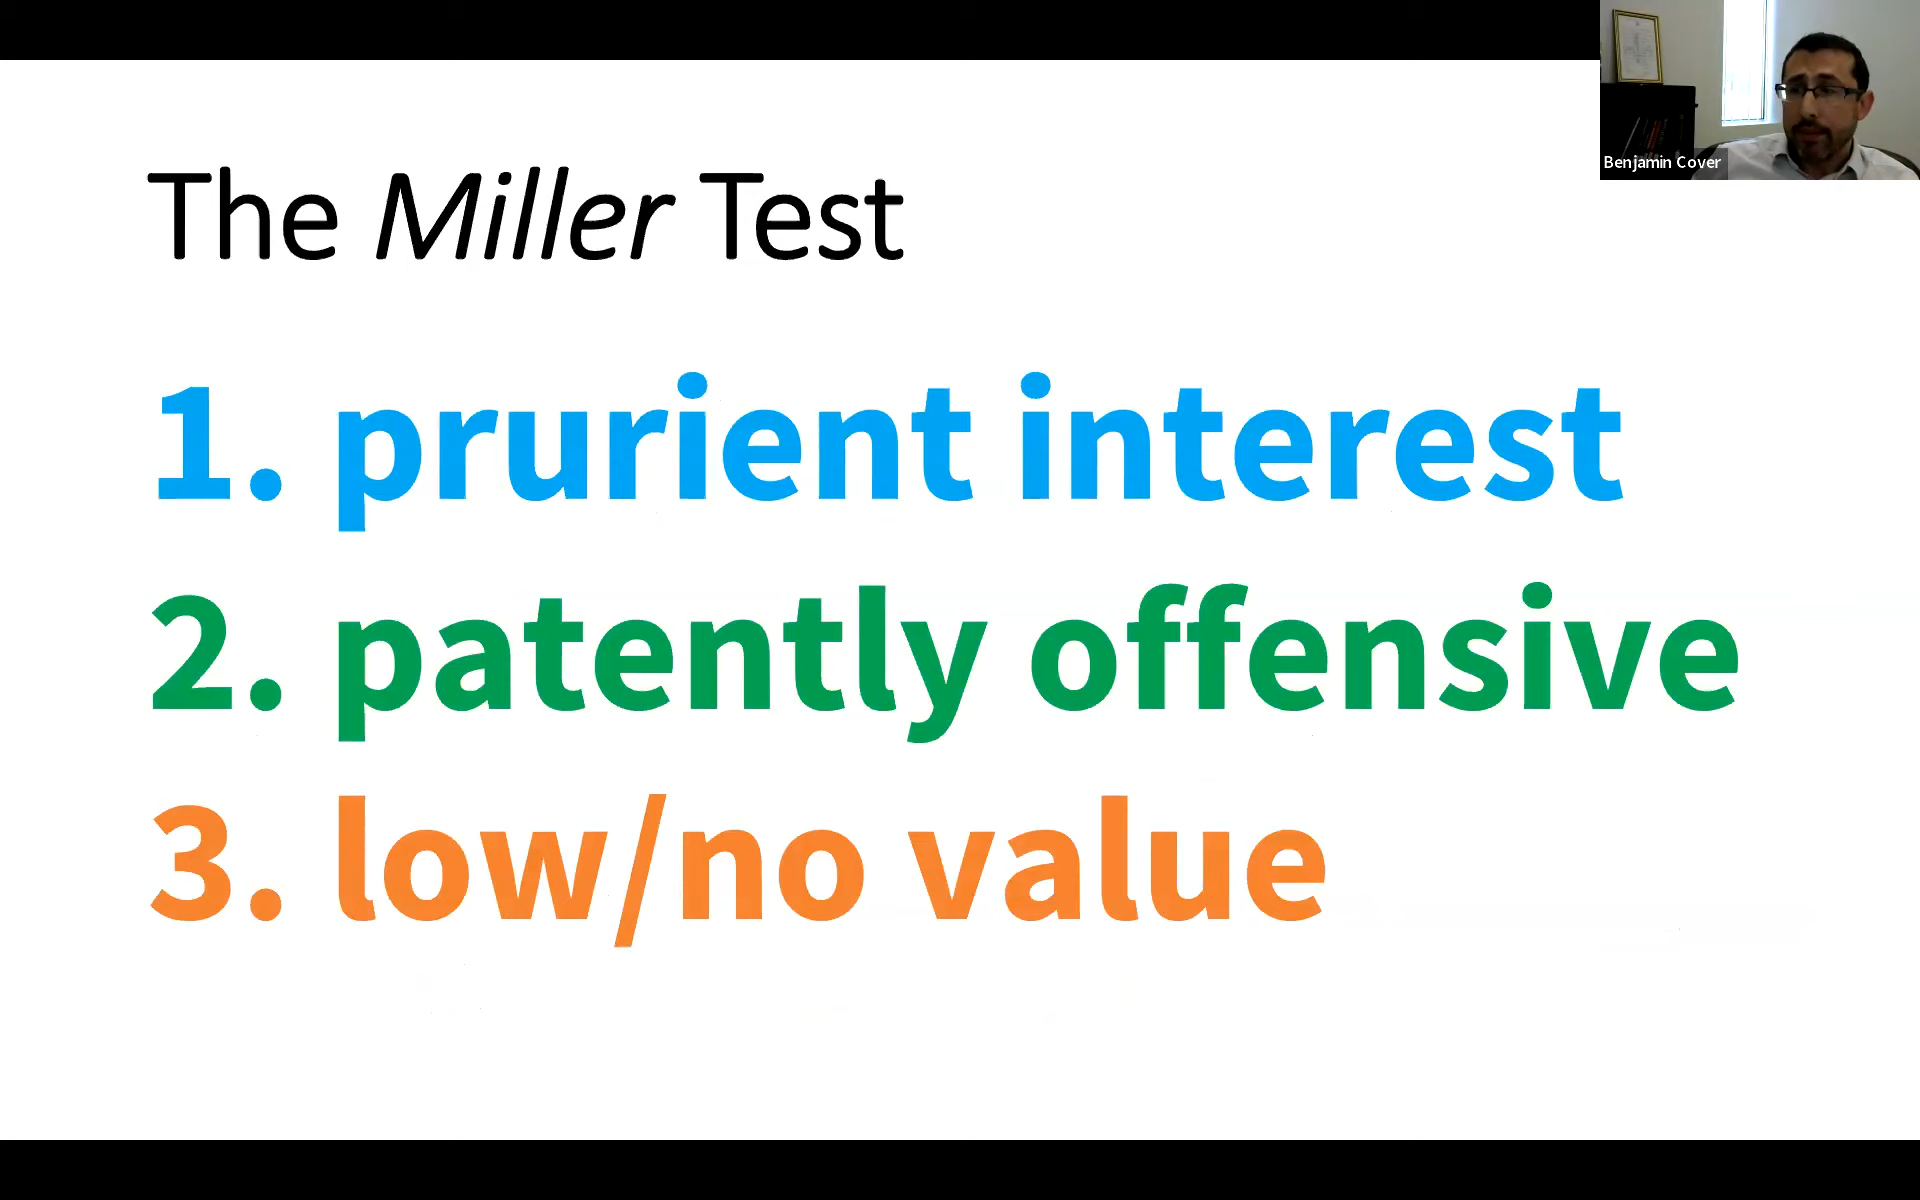 The Miller Test
1. prurient interest
2. patently offensive
3. low/no value
Benjamin Cover